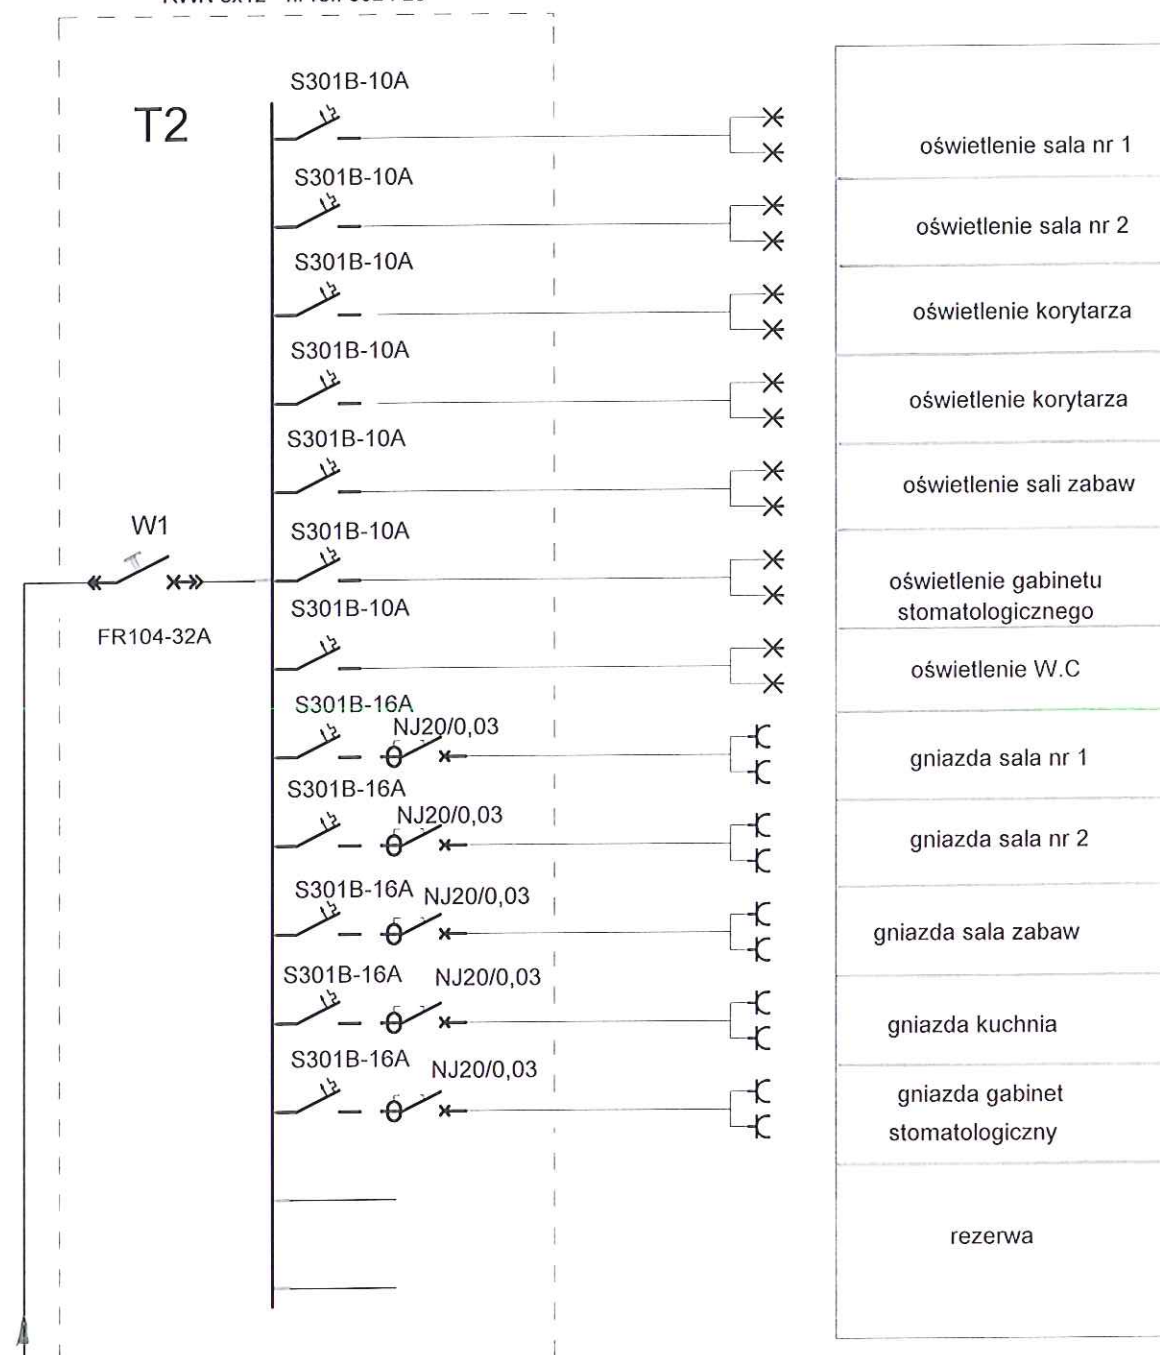 T2
S301B-10A
oświetlenie sala nr 1
S301B-10A
oświetlenie sala nr 2
S301B-10A
oświetlenie korytarza
S301B-10A
oświetlenie korytarza
S301B-10A
oświetlenie sali zabaw
W1
FR104-32A
S301B-10A
oświetlenie gabinetu
stomatologicznego
S301B-10A
oświetlenie W.C
S301B-16A
NJ20/0,03
gniazda sala nr 1
S301B-16A
NJ20/0,03
gniazda sala nr 2
S301B-16A
NJ20/0,03
gniazda sala zabaw
S301B-16A
NJ20/0,03
gniazda kuchnia
S301B-16A
NJ20/0,03
gniazda gabinet
stomatologiczny
rezerwa